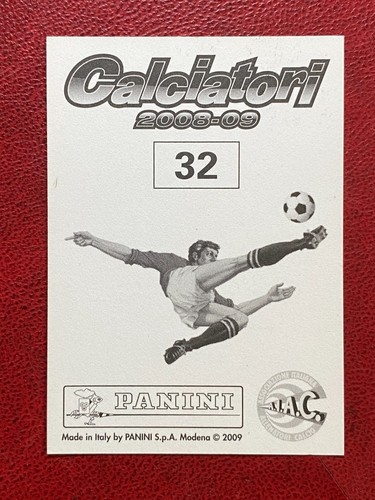 Calciatori
2008-09
32
PANINI
A.I.A.C.
Made in Italy by PANINI S.p.A. Modena © 2009